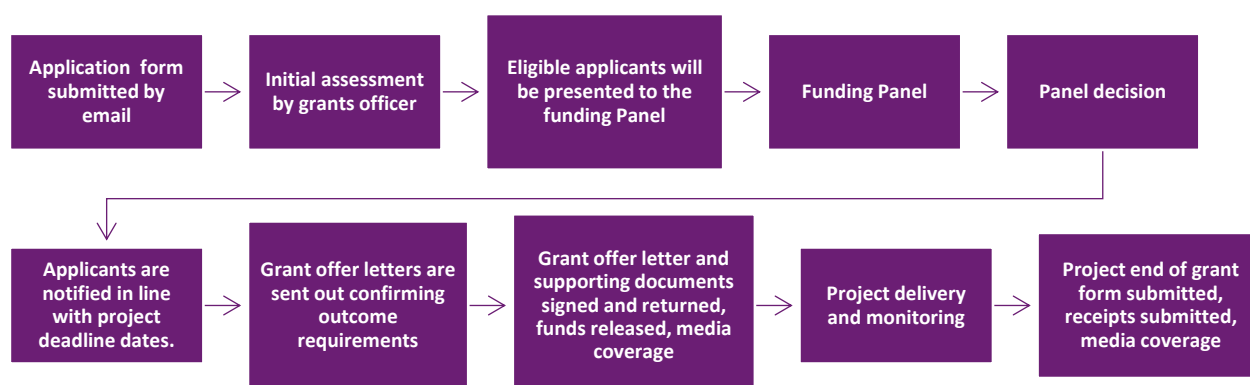 Application  form
submitted by
email
Initial assessment
by grants officer
Eligible applicants will
be presented to the
funding Panel
Funding Panel
Panel decision
Applicants are
notified in line
with project
deadline dates.
Grant offer letters are
sent out confirming
outcome
requirements
Grant offer letter and
supporting documents
signed and returned,
funds released, media
coverage
Project delivery
and monitoring
Project end of grant
form submitted,
receipts submitted,
media coverage